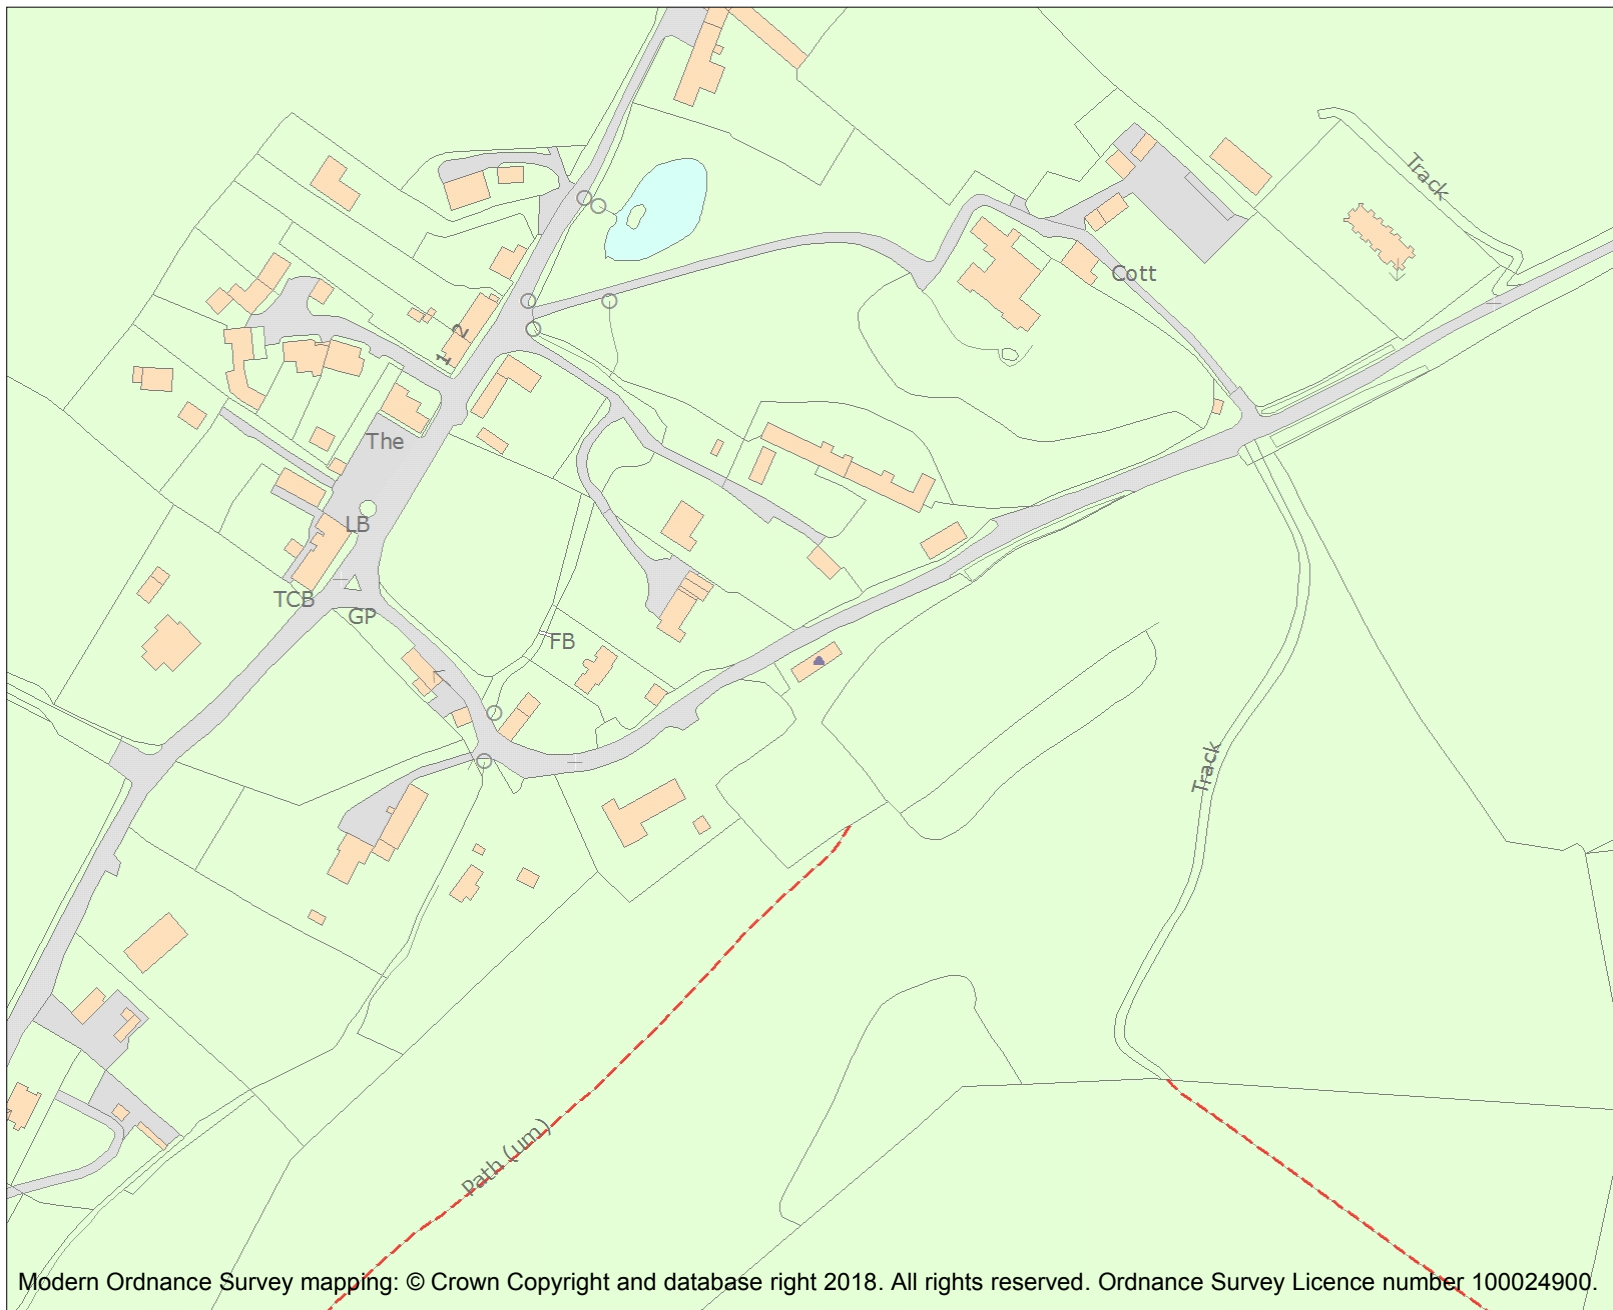 Track
Cott
2
1
The
LB
TCB
GP
FB
Track
Path (um)
Modern Ordnance Survey mapping: © Crown Copyright and database right 2018. All rights reserved. Ordnance Survey Licence number 100024900.